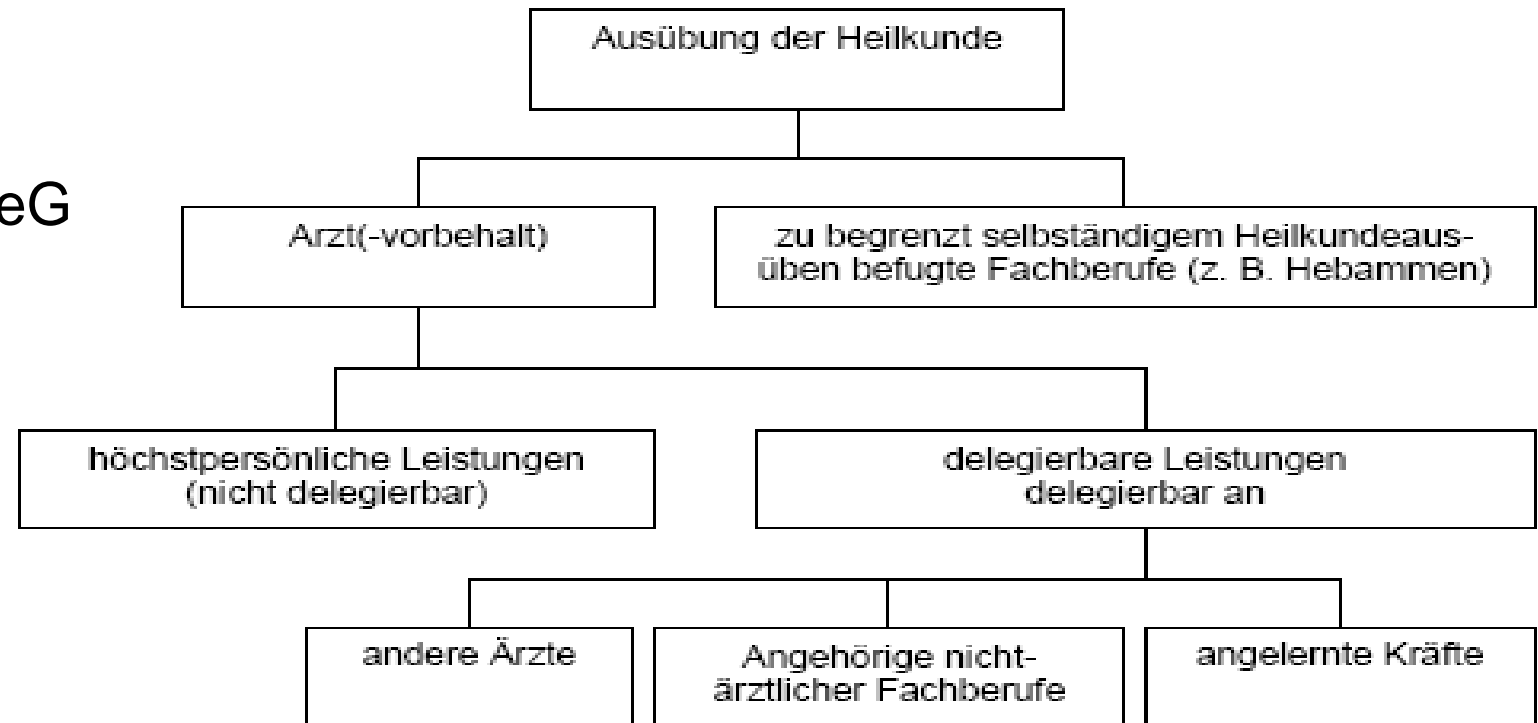 Ausübung der Heilkunde
eG
Arzt(-vorbehalt)
zu begrenzt selbständigem Heilkundeaus-
üben befugte Fachberufe (z. B. Hebammen)
höchstpersönliche Leistungen
(nicht delegierbar)
delegierbare Leistungen
delegierbar an
andere Ärzte
Angehörige nicht-
ärztlicher Fachberufe
angelernte Kräfte